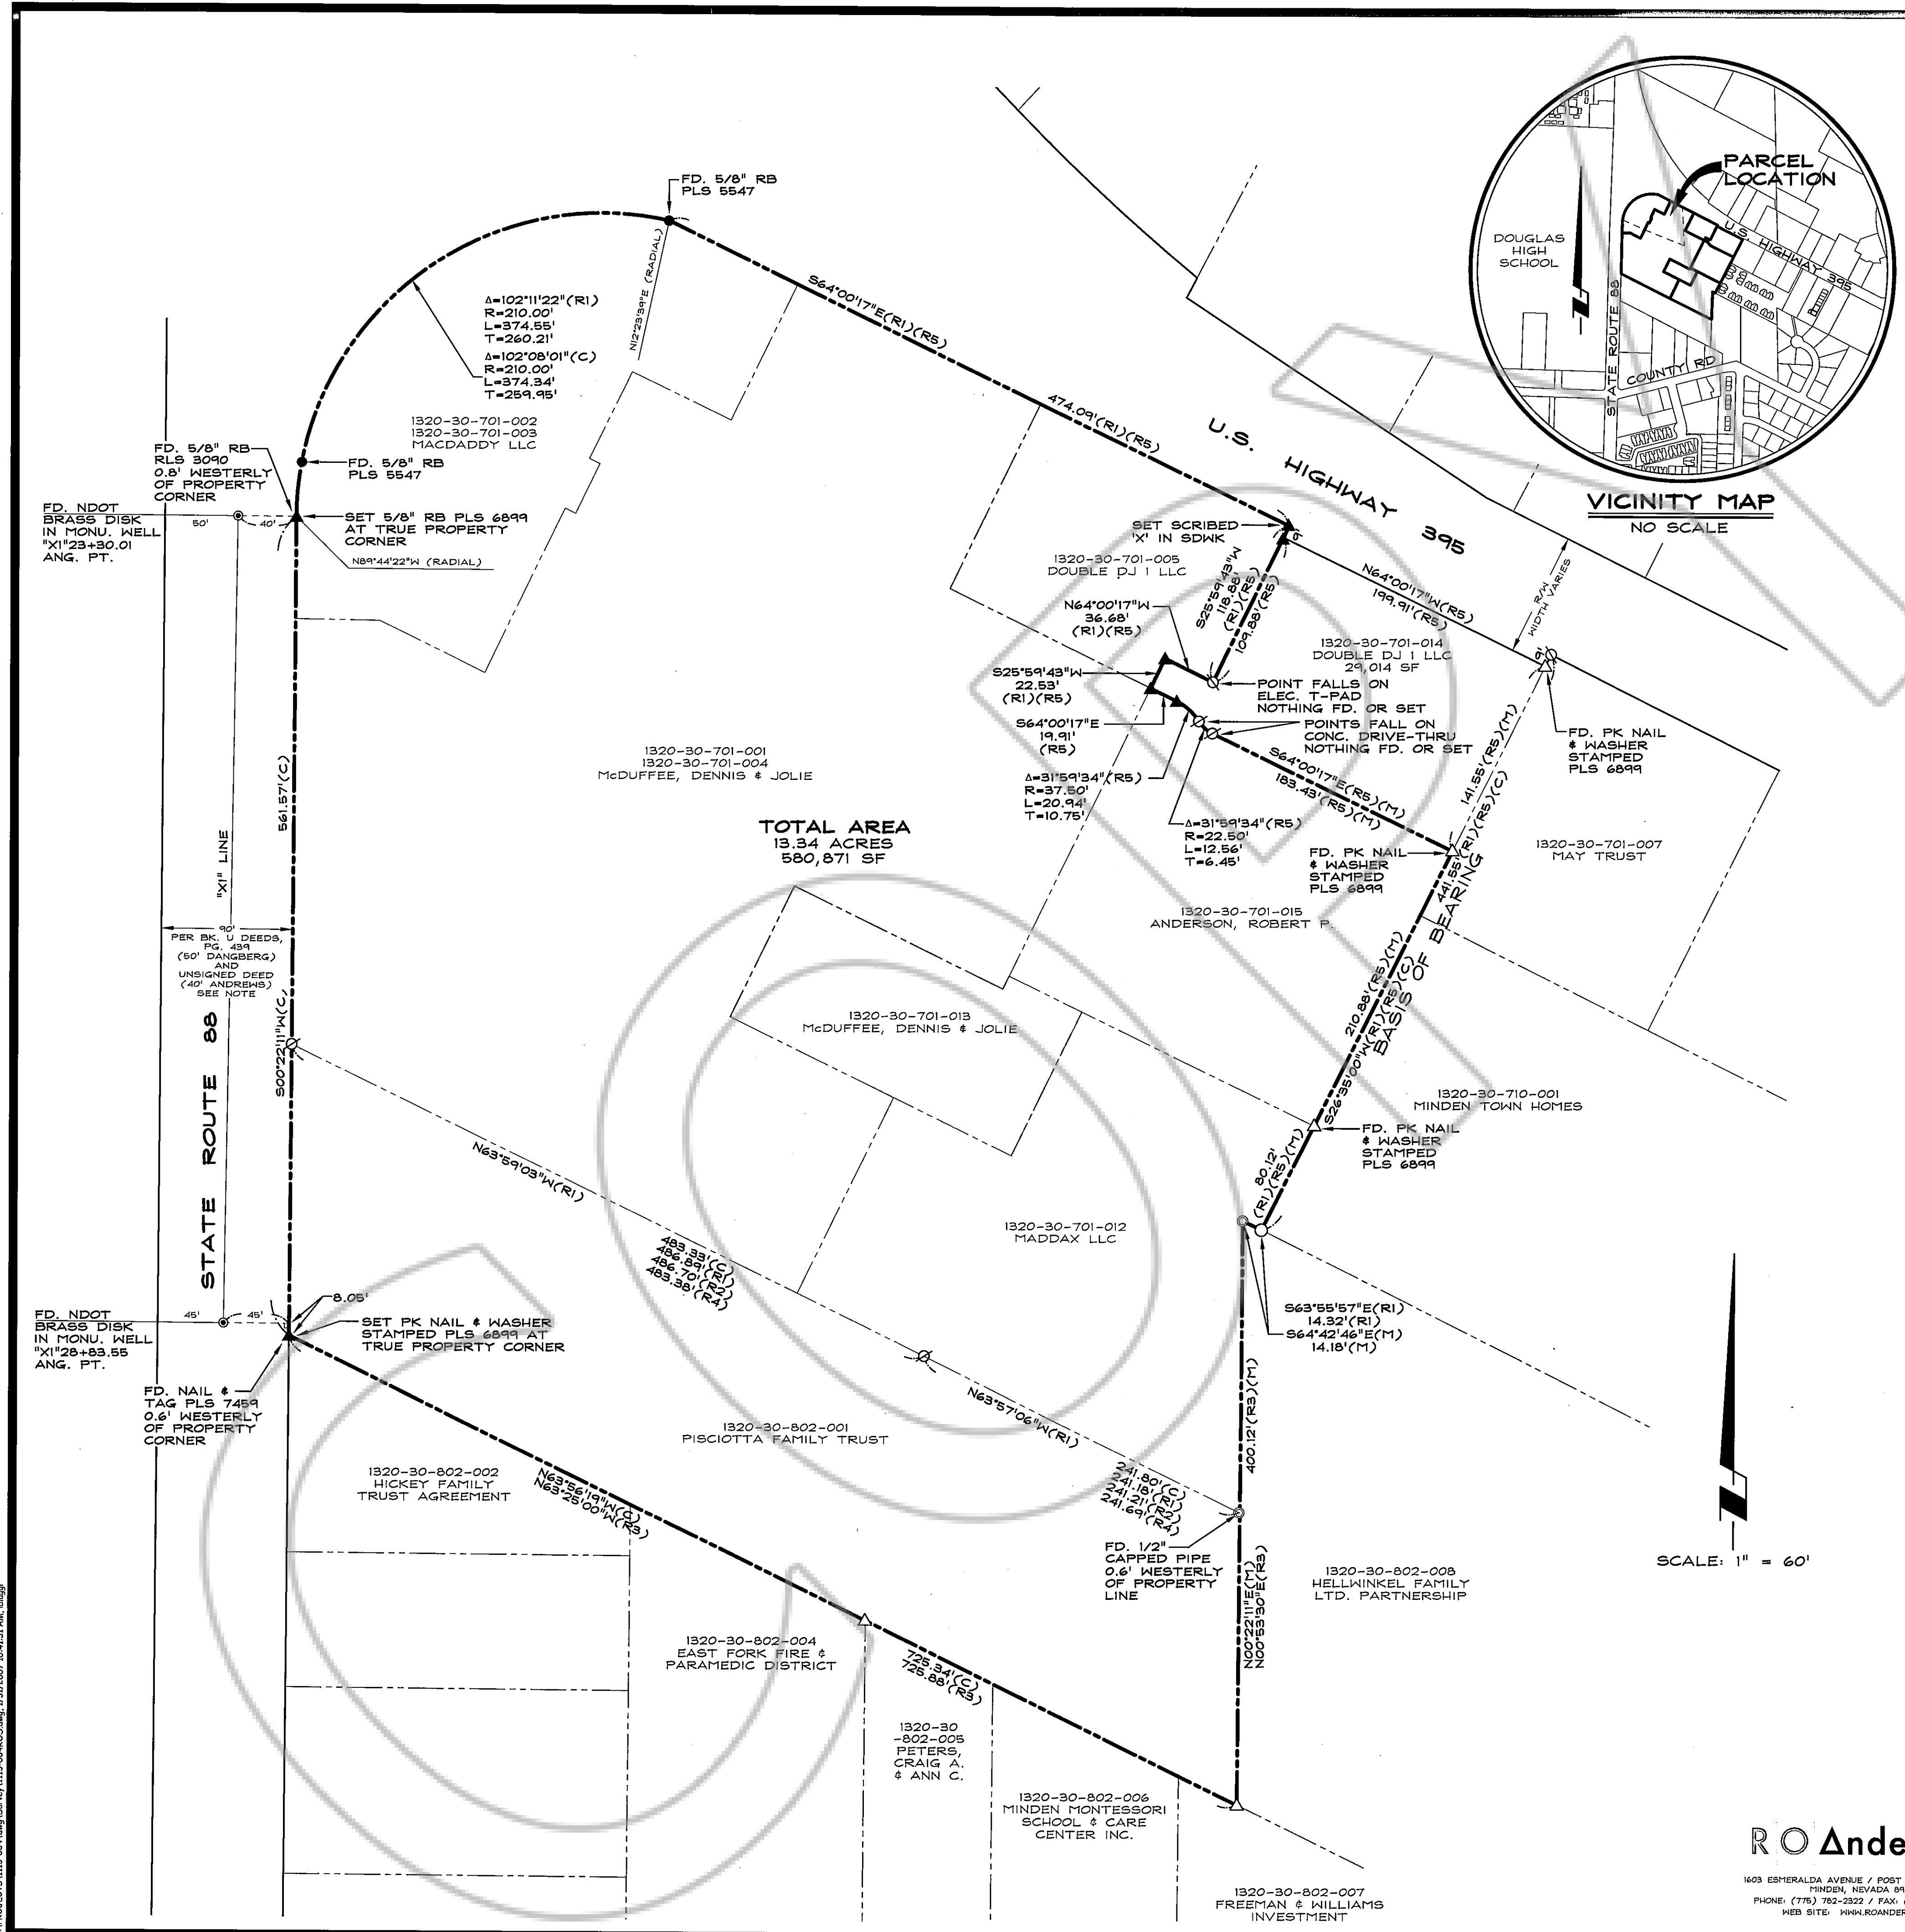 FD. 5/8" RB
PLS 5547
PARCEL
LOCATION
DOUGLAS
HIGH
SCHOOL
U.S. HIGHWAY 395
STATE ROUTE 88
COUNTY RD
VICINITY MAP
NO SCALE
N12°23'39"E (RADIAL)
S64°00'17"E(R1)(R5)
474.09'(R1)(R5)
Δ=102°11'22"(R1)
R=210.00'
L=374.55'
T=260.21'
Δ=102°08'01"(C)
R=210.00'
L=374.34'
T=259.95'
1320-30-701-002
1320-30-701-003
MACDADDY LLC
FD. 5/8" RB
RLS 3090
0.8' WESTERLY
OF PROPERTY
CORNER
FD. 5/8" RB
PLS 5547
FD. NDOT
BRASS DISK
IN MONU. WELL
"X1"23+30.01
ANG. PT.
50'
40'
SET 5/8" RB PLS 6899
AT TRUE PROPERTY
CORNER
N89°44'22"W (RADIAL)
U.S. HIGHWAY 395
SET SCRIBED
'X' IN SDWK
1320-30-701-005
DOUBLE DJ 1 LLC
9'
S25°59'43"W
118.88'
(R1)(R5)
109.88'(R5)
N64°00'17"W(R5)
199.91'(R5)
R/W
WIDTH VARIES
N64°00'17"W
36.68'
(R1)(R5)
1320-30-701-014
DOUBLE DJ 1 LLC
29,014 SF
9'
S25°59'43"W
22.53'
(R1)(R5)
POINT FALLS ON
ELEC. T-PAD
NOTHING FD. OR SET
S64°00'17"E
19.91'
(R5)
POINTS FALL ON
CONC. DRIVE-THRU
NOTHING FD. OR SET
FD. PK NAIL
& WASHER
STAMPED
PLS 6899
1320-30-701-001
1320-30-701-004
McDUFFEE, DENNIS & JOLIE
Δ=31°59'34"(R5)
R=37.50'
L=20.94'
T=10.75'
S64°00'17"E(R5)(M)
183.43'(R5)(M)
141.55'(R5)(M)
Δ=31°59'34"(R5)
R=22.50'
L=12.56'
T=6.45'
TOTAL AREA
13.34 ACRES
580,871 SF
FD. PK NAIL
& WASHER
STAMPED
PLS 6899
1320-30-701-007
MAY TRUST
441.55'(R1)(R5)(C)
561.57'(C)
"X1" LINE
1320-30-701-015
ANDERSON, ROBERT P.
BASIS OF BEARING
90'
PER BK. U DEEDS,
PG. 439
(50' DANGBERG)
AND
UNSIGNED DEED
(40' ANDREWS)
SEE NOTE
210.88'(R5)(M)
S26°35'00"W(R1)(R5)(C)
1320-30-701-013
McDUFFEE, DENNIS & JOLIE
S00°22'11"W(C)
STATE ROUTE 88
1320-30-710-001
MINDEN TOWN HOMES
FD. PK NAIL
& WASHER
STAMPED
PLS 6899
80.12'
(R1)(R5)(M)
N63°59'03"W(R1)
1320-30-701-012
MADDAX LLC
483.33'(C)
486.89'(R1)
486.70'(R2)
483.38'(R4)
FD. NDOT
BRASS DISK
IN MONU. WELL
"X1"28+83.55
ANG. PT.
45'
45'
8.05'
SET PK NAIL & WASHER
STAMPED PLS 6899 AT
TRUE PROPERTY CORNER
S63°55'57"E(R1)
14.32'(R1)
S64°42'46"E(M)
14.18'(M)
FD. NAIL &
TAG PLS 7459
0.6' WESTERLY
OF PROPERTY
CORNER
400.12'(R3)(M)
N63°57'06"W(R1)
1320-30-802-001
PISCIOTTA FAMILY TRUST
1320-30-802-002
HICKEY FAMILY
TRUST AGREEMENT
N63°56'19"W(C)
N63°25'00"W(R3)
241.80'(C)
241.18'(R1)
241.21'(R2)
241.69'(R4)
FD. 1/2"
CAPPED PIPE
0.6' WESTERLY
OF PROPERTY
LINE
SCALE: 1" = 60'
N00°22'11"E(M)
N00°53'30"E(R3)
1320-30-802-008
HELLWINKEL FAMILY
LTD. PARTNERSHIP
1320-30-802-004
EAST FORK FIRE &
PARAMEDIC DISTRICT
725.34'(C)
725.88'(R3)
1320-30
-802-005
PETERS,
CRAIG A.
& ANN C.
1320-30-802-006
MINDEN MONTESSORI
SCHOOL & CARE
CENTER INC.
1320-30-802-007
FREEMAN & WILLIAMS
INVESTMENT
RO Ande
1603 ESMERALDA AVENUE / POST
MINDEN, NEVADA 89
PHONE: (775) 782-2322 / FAX:
WEB SITE: WWW.ROANDER